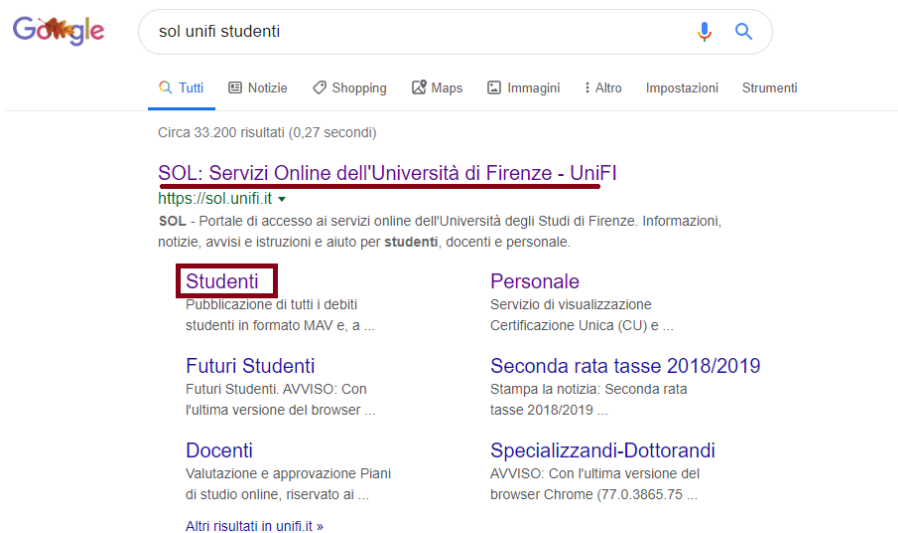 Google
sol unifi studenti
Tutti Notizie Shopping Maps Immagini Altro Impostazioni Strumenti
Circa 33.200 risultati (0,27 secondi)
SOL: Servizi Online dell'Università di Firenze - UniFI
https://sol.unifi.it
SOL - Portale di accesso ai servizi online dell'Università degli Studi di Firenze. Informazioni,
notizie, avvisi e istruzioni e aiuto per studenti, docenti e personale.
Studenti
Pubblicazione di tutti i debiti
studenti in formato MAV e, a ...
Personale
Servizio di visualizzazione
Certificazione Unica (CU) e ...
Futuri Studenti
Futuri Studenti. AVVISO: Con
l'ultima versione del browser ...
Seconda rata tasse 2018/2019
Stampa la notizia: Seconda rata
tasse 2018/2019 ...
Docenti
Valutazione e approvazione Piani
di studio online, riservato ai ...
Specializzandi-Dottorandi
AVVISO: Con l'ultima versione del
browser Chrome (77.0.3865.75 ...
Altri risultati in unifi.it »